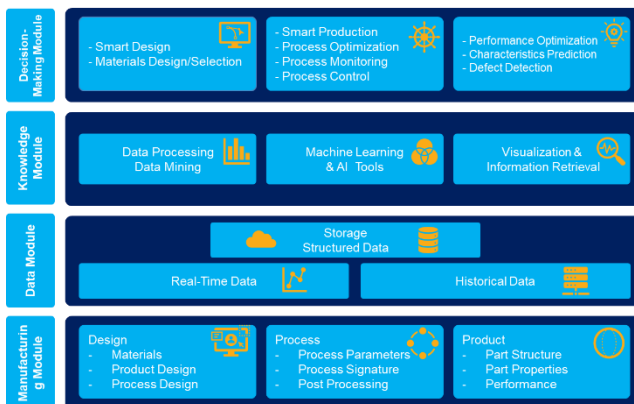 Decision-
Making Module
- Smart Design
- Materials Design/Selection
- Smart Production
- Process Optimization
- Process Monitoring
- Process Control
- Performance Optimization
- Characteristics Prediction
- Defect Detection
Knowledge
Module
Data Processing
Data Mining
Machine Learning
& AI Tools
Visualization &
Information Retrieval
Data Module
Storage
Structured Data
Real-Time Data
Historical Data
Manufacturin
g Module
Design
- Materials
- Product Design
- Process Design
Process
- Process Parameters
- Process Signature
- Post Processing
Product
- Part Structure
- Part Properties
- Performance